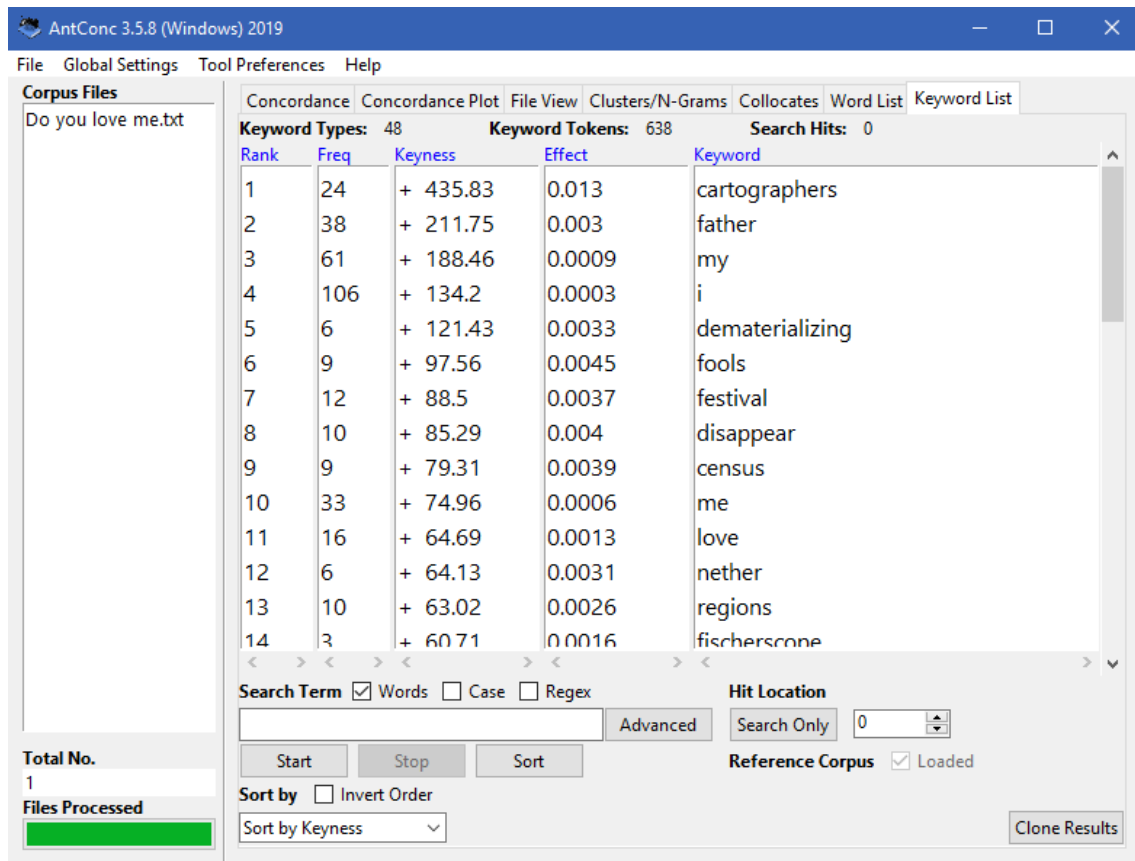 AntConc 3.5.8 (Windows) 2019
File Global Settings Tool Preferences Help
Corpus Files
Do you love me.txt
Concordance Concordance Plot File View Clusters/N-Grams Collocates Word List Keyword List
Keyword Types: 48 Keyword Tokens: 638 Search Hits: 0
Rank Freq Keyness Effect Keyword
1 24 + 435.83 0.013 cartographers
2 38 + 211.75 0.003 father
3 61 + 188.46 0.0009 my
4 106 + 134.2 0.0003 i
5 6 + 121.43 0.0033 dematerializing
6 9 + 97.56 0.0045 fools
7 12 + 88.5 0.0037 festival
8 10 + 85.29 0.004 disappear
9 9 + 79.31 0.0039 census
10 33 + 74.96 0.0006 me
11 16 + 64.69 0.0013 love
12 6 + 64.13 0.0031 nether
13 10 + 63.02 0.0026 regions
14 3 + 60.71 0.0016 fischerscope
Search Term Words Case Regex Hit Location
Advanced Search Only 0
Total No.
1
Start Stop Sort Reference Corpus Loaded
Files Processed
Sort by Invert Order
Sort by Keyness Clone Results